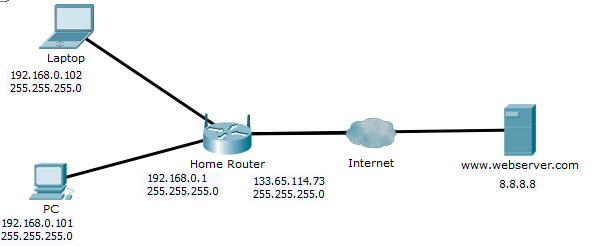 Laptop
192.168.0.102
255.255.255.0
Home Router
192.168.0.1
255.255.255.0
133.65.114.73
255.255.255.0
Internet
www.webserver.com
8.8.8.8
PC
192.168.0.101
255.255.255.0